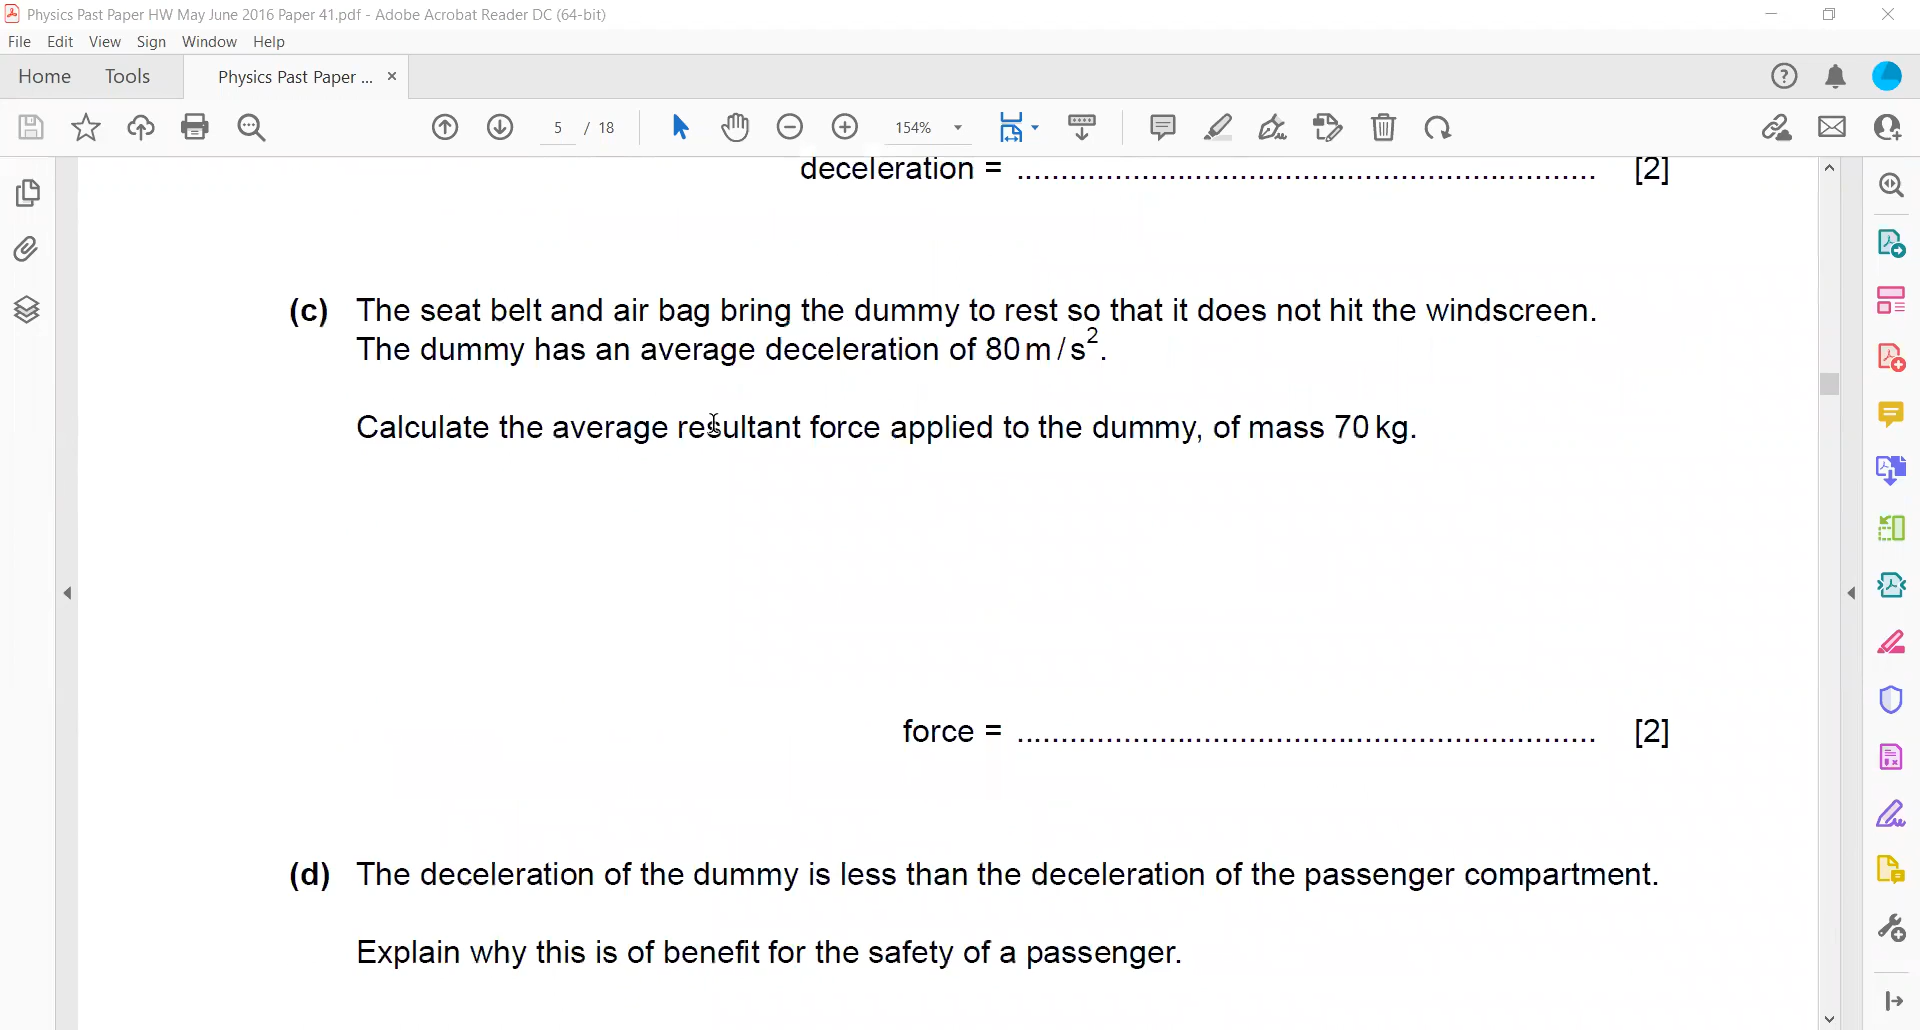 Physics Past Paper HW May June 2016 Paper 41.pdf - Adobe Acrobat Reader DC (64-bit)
File Edit View Sign Window Help
Home Tools Physics Past Paper ... ×
5 / 18 154%
deceleration = .................................................................. [2]
(c) The seat belt and air bag bring the dummy to rest so that it does not hit the windscreen.
The dummy has an average deceleration of 80 m / s².
Calculate the average resultant force applied to the dummy, of mass 70 kg.
force = .................................................................. [2]
(d) The deceleration of the dummy is less than the deceleration of the passenger compartment.
Explain why this is of benefit for the safety of a passenger.